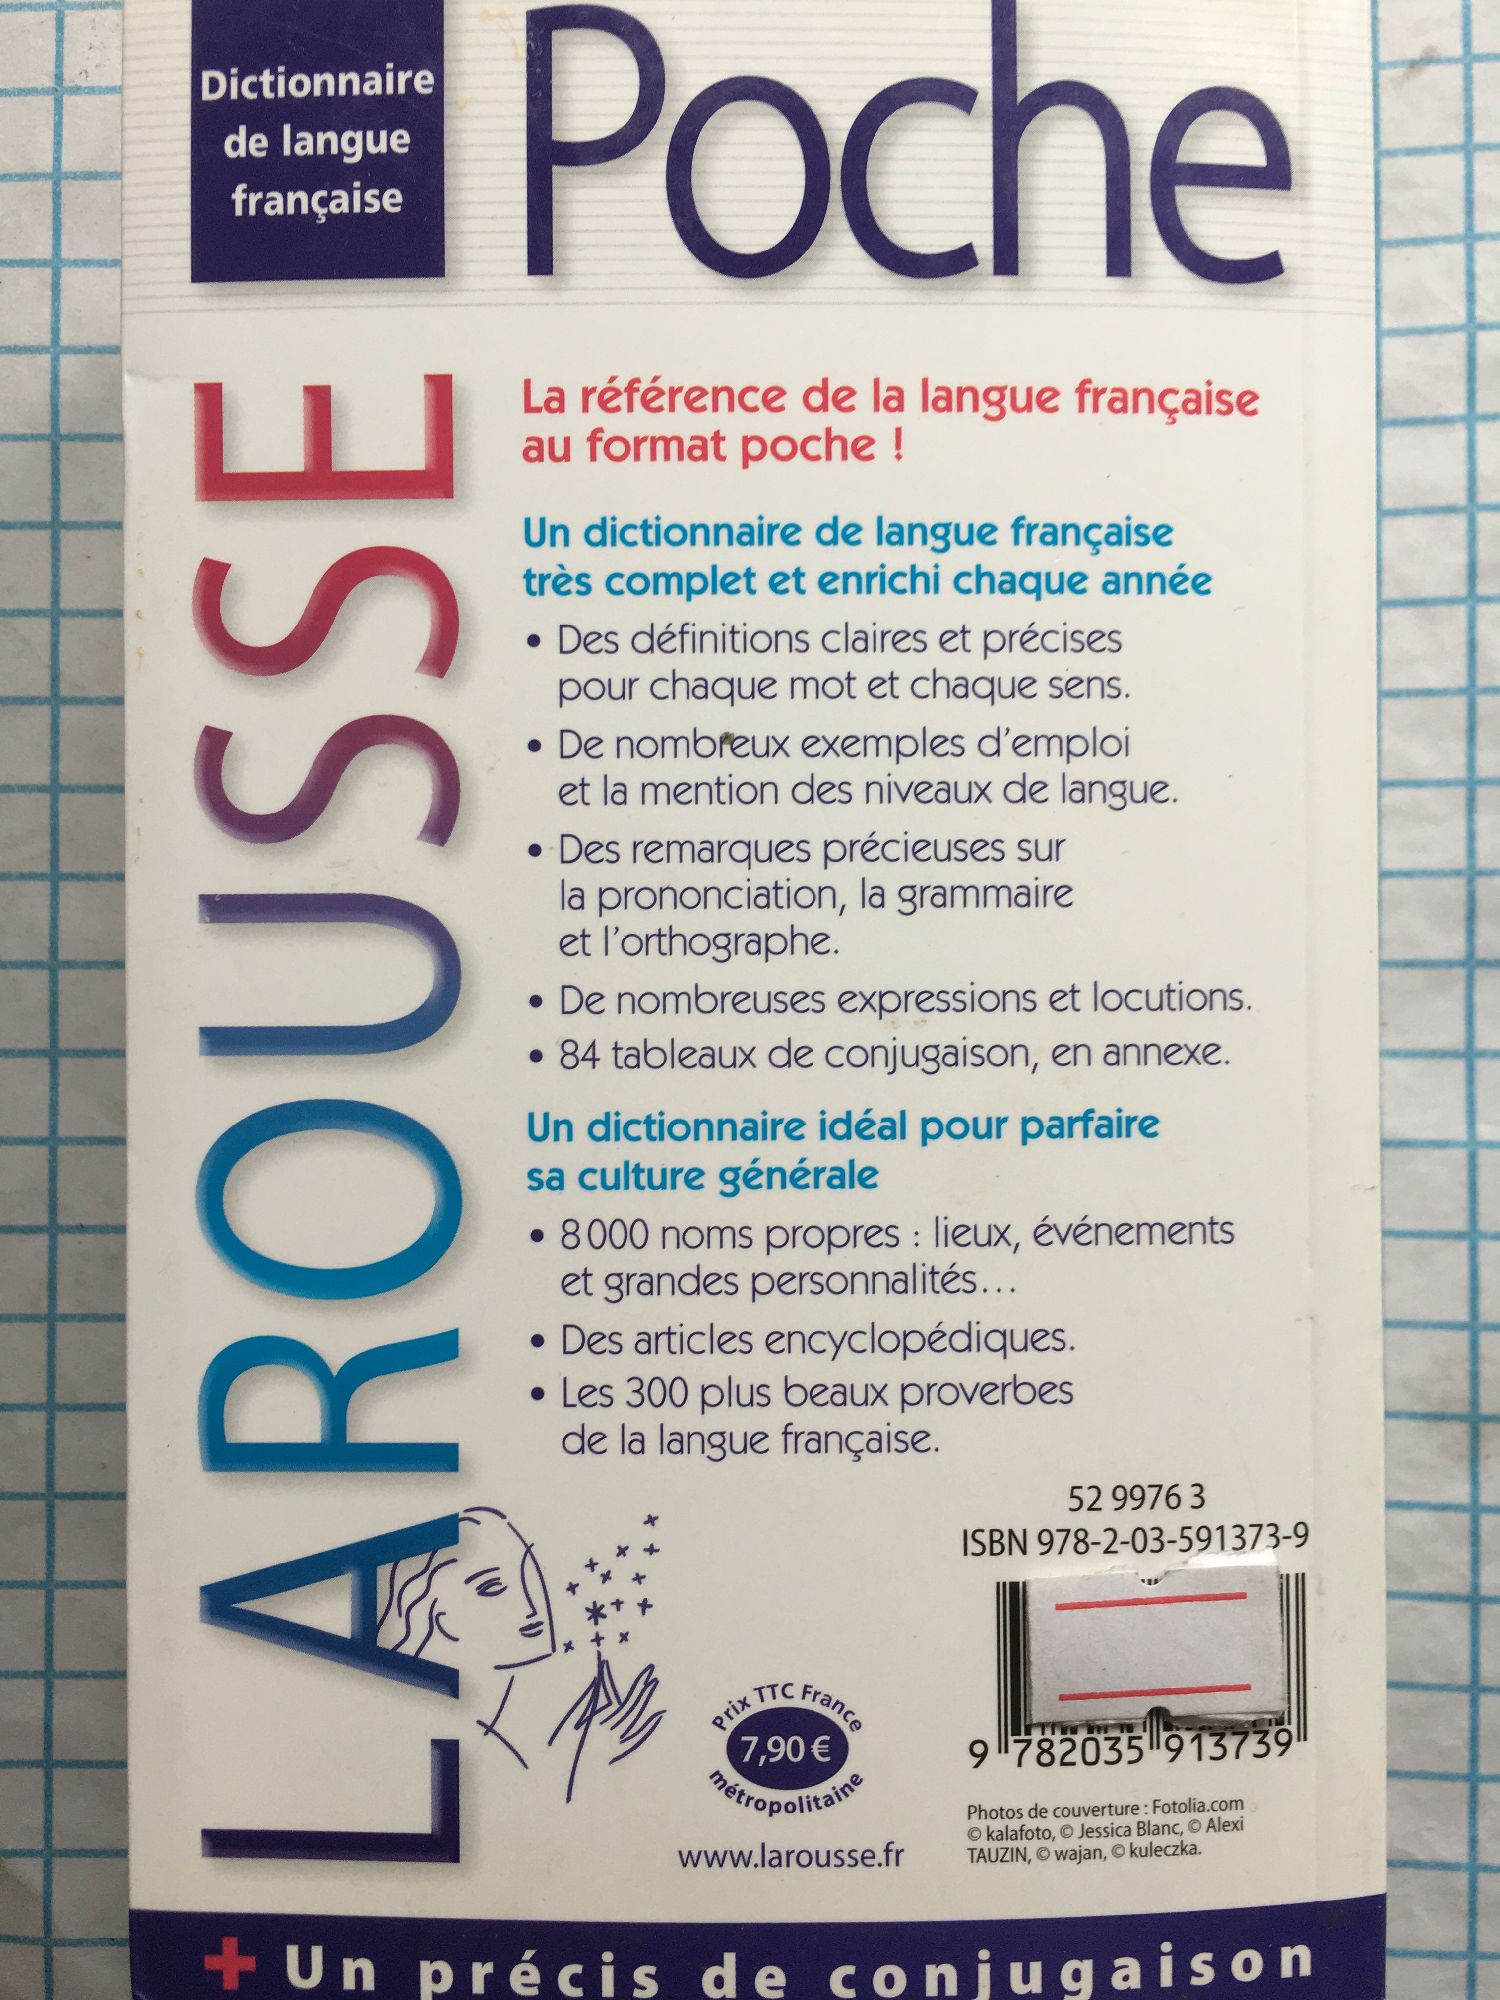 Dictionnaire
de langue
française
Poche
LAROUSSE
La référence de la langue française
au format poche !
Un dictionnaire de langue française
très complet et enrichi chaque année
• Des définitions claires et précises
pour chaque mot et chaque sens.
• De nombreux exemples d'emploi
et la mention des niveaux de langue.
• Des remarques précieuses sur
la prononciation, la grammaire
et l'orthographe.
• De nombreuses expressions et locutions.
• 84 tableaux de conjugaison, en annexe.
Un dictionnaire idéal pour parfaire
sa culture générale
• 8 000 noms propres : lieux, événements
et grandes personnalités…
• Des articles encyclopédiques.
• Les 300 plus beaux proverbes
de la langue française.
52 9976 3
ISBN 978-2-03-591373-9
9 782035 913739
Prix TTC France
7,90 €
métropolitaine
www.larousse.fr
Photos de couverture : Fotolia.com
© kalafoto, © Jessica Blanc, © Alexi
TAUZIN, © wajan, © kuleczka.
+ Un précis de conjugaison